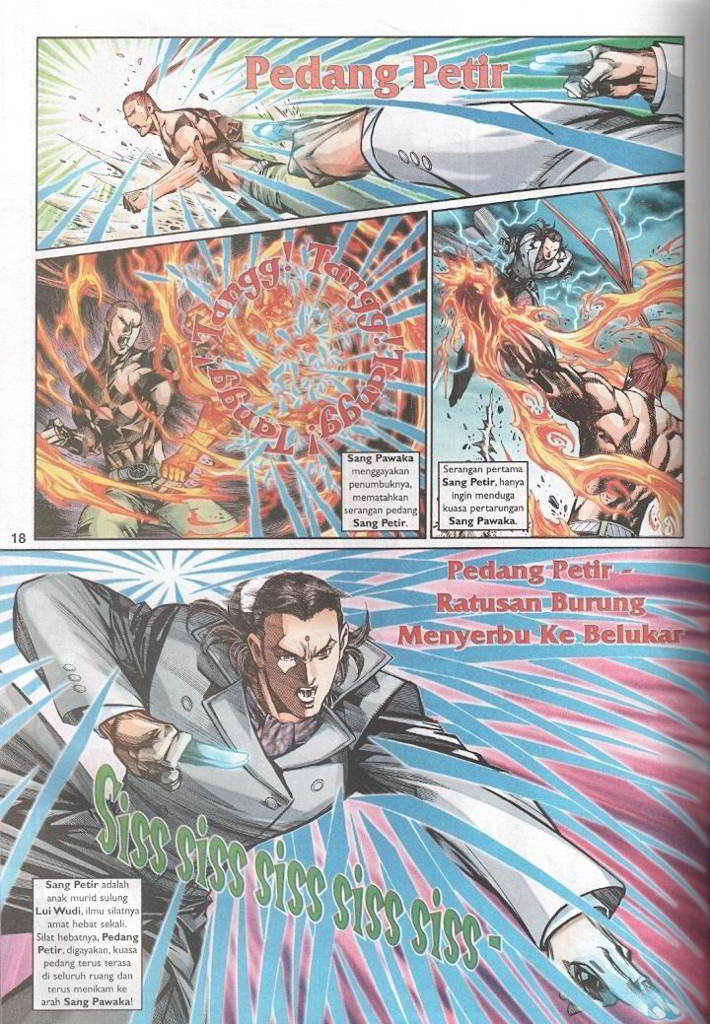 Pedang Petir
Tangg! Tangg! Tangg! Tangg!
Sang Pawaka
menggayakan
penumbuknya,
mematahkan
serangan pedang
Sang Petir.
Serangan pertama
Sang Petir, hanya
ingin menduga
kuasa pertarungan
Sang Pawaka.
18
Pedang Petir -
Ratusan Burung
Menyerbu Ke Belukar
Siss siss siss siss siss -
Sang Petir adalah
anak murid sulung
Lui Wudi, ilmu silatnya
amat hebat sekali.
Silat hebatnya, Pedang
Petir, digayakan, kuasa
pedang terus terasa
di seluruh ruang dan
terus menikam ke
arah Sang Pawaka!